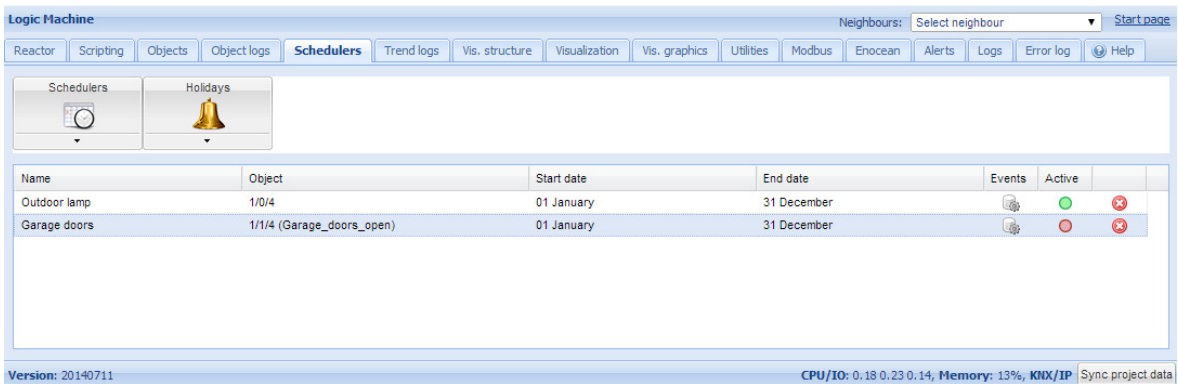 Logic Machine Neighbours: Select neighbour Start page
Reactor Scripting Objects Object logs Schedulers Trend logs Vis. structure Visualization Vis. graphics Utilities Modbus Enocean Alerts Logs Error log Help
Schedulers Holidays
Name Object Start date End date Events Active
Outdoor lamp 1/0/4 01 January 31 December
Garage doors 1/1/4 (Garage_doors_open) 01 January 31 December
Version: 20140711 CPU/IO: 0.18 0.23 0.14, Memory: 13%, KNX/IP Sync project data